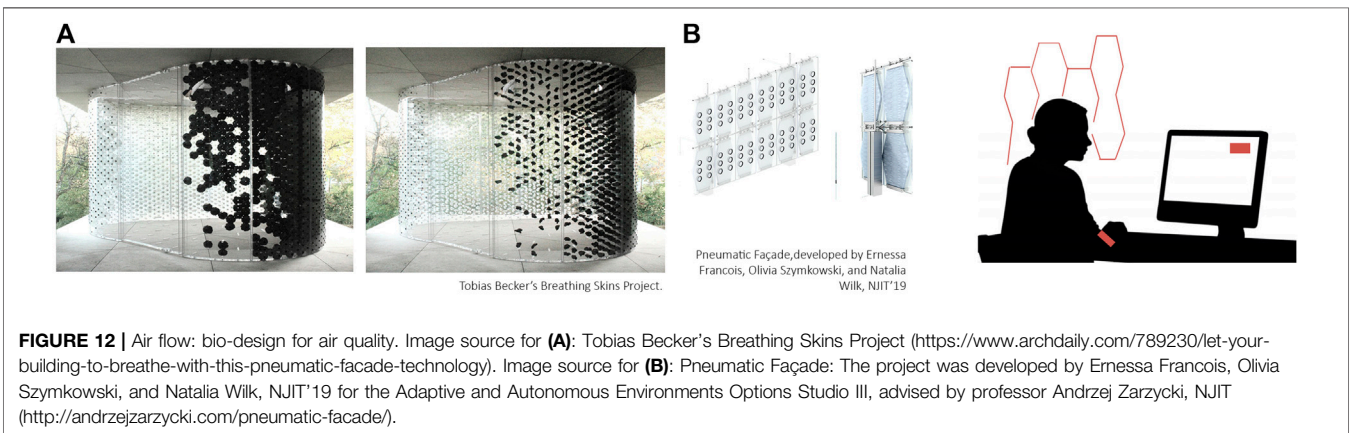 A
B
Tobias Becker's Breathing Skins Project.
Pneumatic Façade,developed by Ernessa
Francois, Olivia Szymkowski, and Natalia
Wilk, NJIT'19
FIGURE 12 | Air flow: bio-design for air quality. Image source for (A): Tobias Becker's Breathing Skins Project (https://www.archdaily.com/789230/let-your-
building-to-breathe-with-this-pneumatic-facade-technology). Image source for (B): Pneumatic Façade: The project was developed by Ernessa Francois, Olivia
Szymkowski, and Natalia Wilk, NJIT'19 for the Adaptive and Autonomous Environments Options Studio III, advised by professor Andrzej Zarzycki, NJIT
(http://andrzejzarzycki.com/pneumatic-facade/).